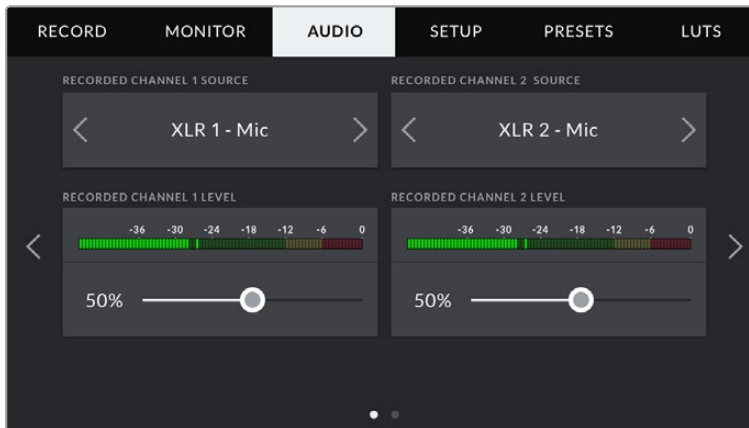 RECORD MONITOR AUDIO SETUP PRESETS LUTS
RECORDED CHANNEL 1 SOURCE RECORDED CHANNEL 2 SOURCE
XLR 1 - Mic XLR 2 - Mic
RECORDED CHANNEL 1 LEVEL RECORDED CHANNEL 2 LEVEL
-36 -30 -24 -18 -12 -6 0 -36 -30 -24 -18 -12 -6 0
50% 50%